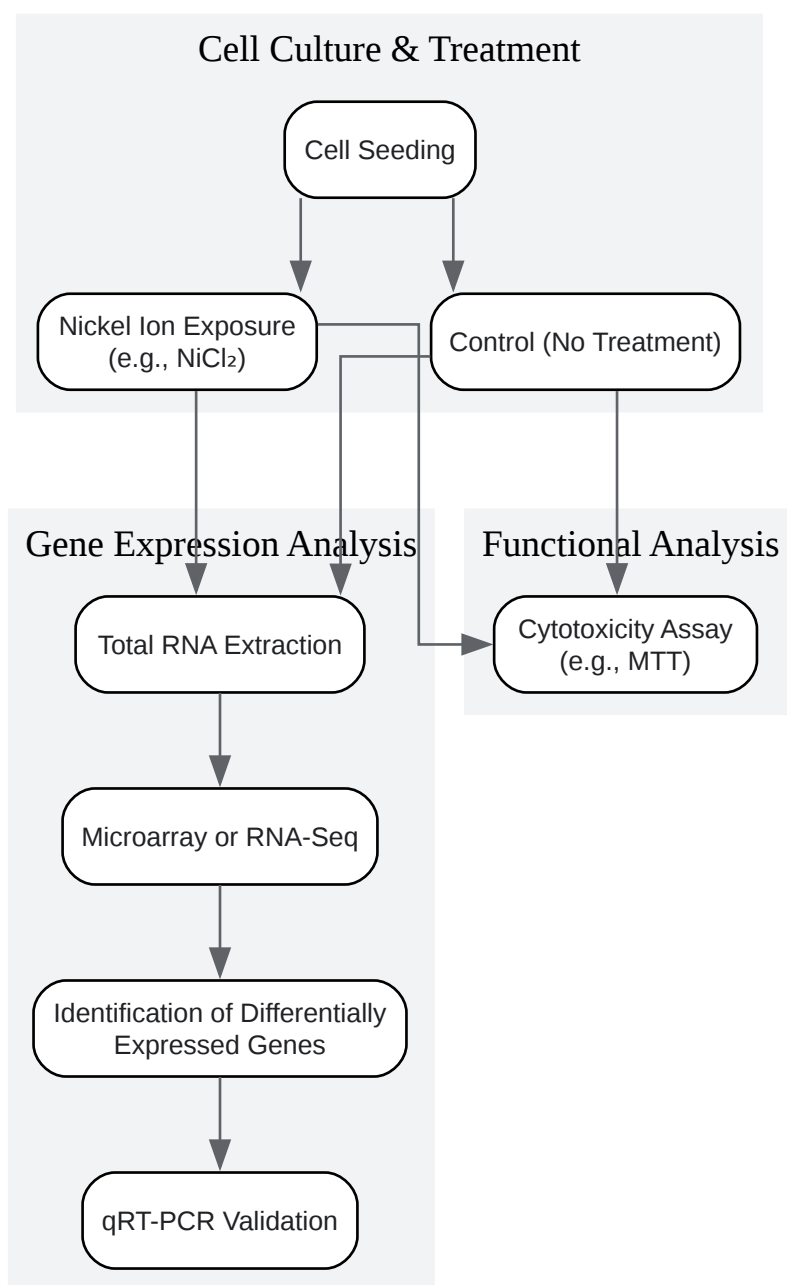 Cell Culture & Treatment
Cell Seeding
Nickel Ion Exposure
(e.g., NiCl₂)
Control (No Treatment)
Gene Expression Analysis
Functional Analysis
Total RNA Extraction
Cytotoxicity Assay
(e.g., MTT)
Microarray or RNA-Seq
Identification of Differentially
Expressed Genes
qRT-PCR Validation